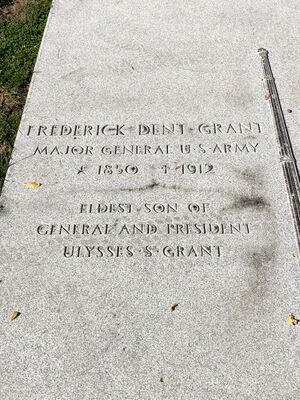 FREDERICK · DENT · GRANT
MAJOR GENERAL U · S · ARMY
★ 1850 ✝ 1912
ELDEST SON OF
GENERAL AND PRESIDENT
ULYSSES · S · GRANT